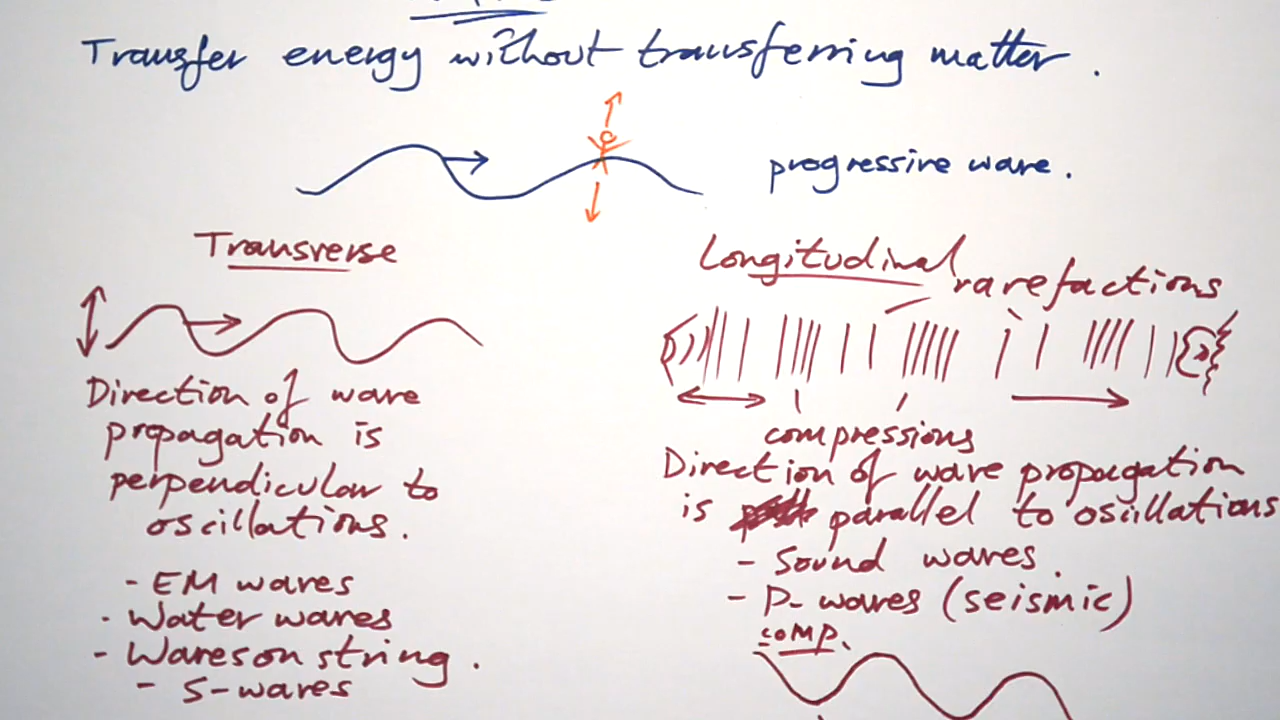 Transfer energy without transferring matter.
progressive wave.
Transverse
Direction of wave
propagation is
perpendicular to
oscillations.
- EM waves
- Water waves
- Waves on string.
- S-waves
Longitudinal
rarefactions
compressions
Direction of wave propagation
is parallel to oscillations
- Sound waves.
- P-waves (seismic)
comp.